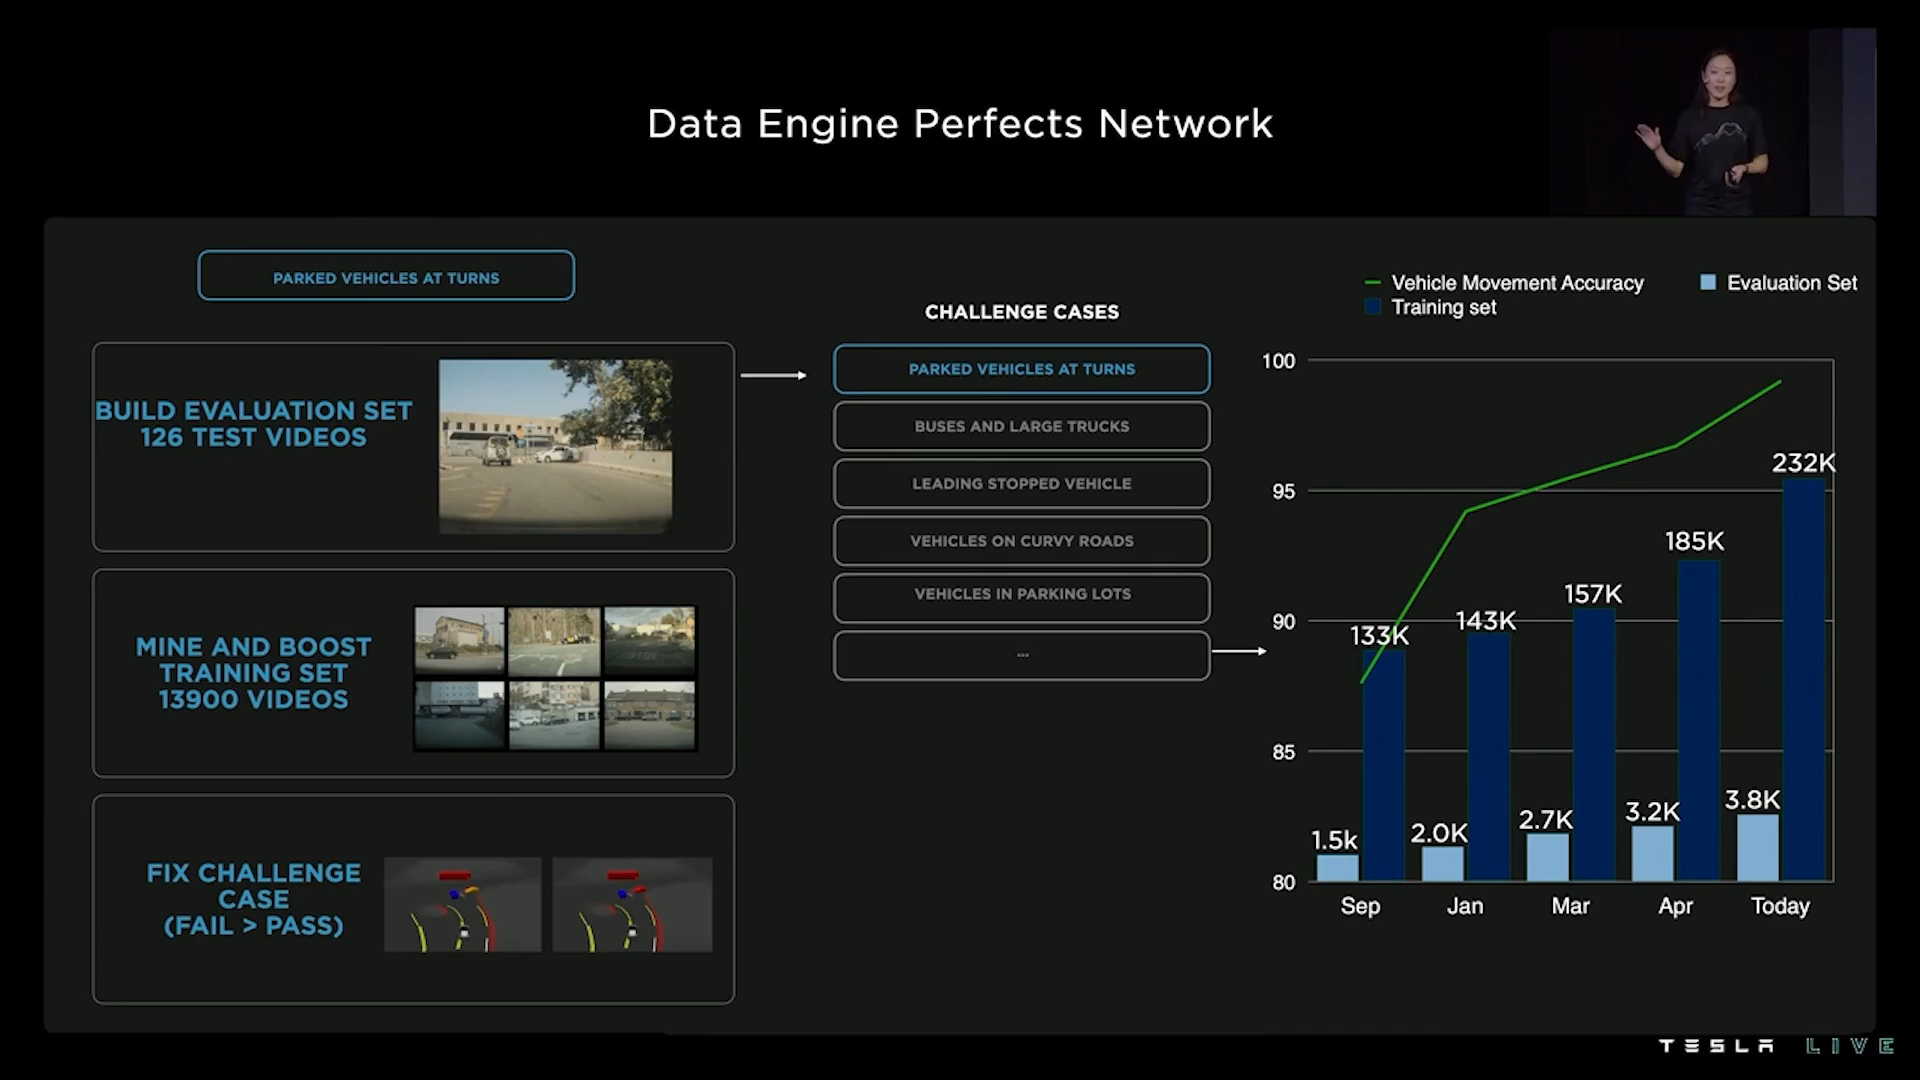 Data Engine Perfects Network
PARKED VEHICLES AT TURNS
BUILD EVALUATION SET
126 TEST VIDEOS
MINE AND BOOST
TRAINING SET
13900 VIDEOS
FIX CHALLENGE
CASE
(FAIL > PASS)
CHALLENGE CASES
PARKED VEHICLES AT TURNS
BUSES AND LARGE TRUCKS
LEADING STOPPED VEHICLE
VEHICLES ON CURVY ROADS
VEHICLES IN PARKING LOTS
...
Vehicle Movement Accuracy
Evaluation Set
Training set
100
95
90
85
80
1.5k
133K
2.0K
143K
2.7K
157K
3.2K
185K
3.8K
232K
Sep
Jan
Mar
Apr
Today
TESLA LIVE